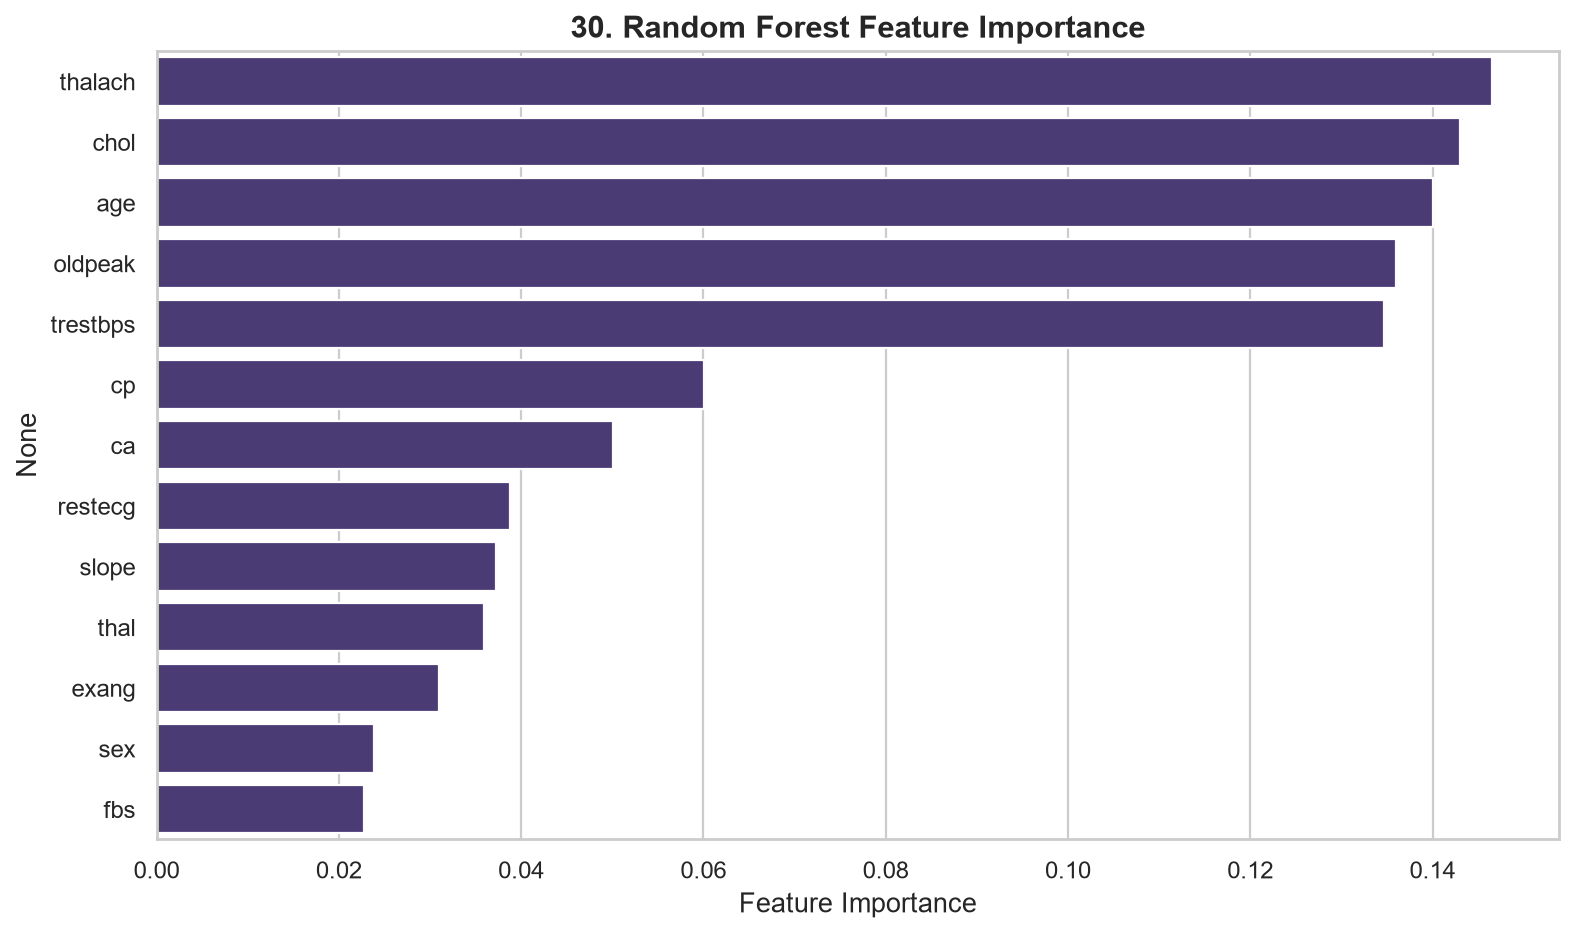 30. Random Forest Feature Importance
thalach
chol
age
oldpeak
trestbps
cp
ca
restecg
slope
thal
exang
sex
fbs
None
0.00 0.02 0.04 0.06 0.08 0.10 0.12 0.14
Feature Importance